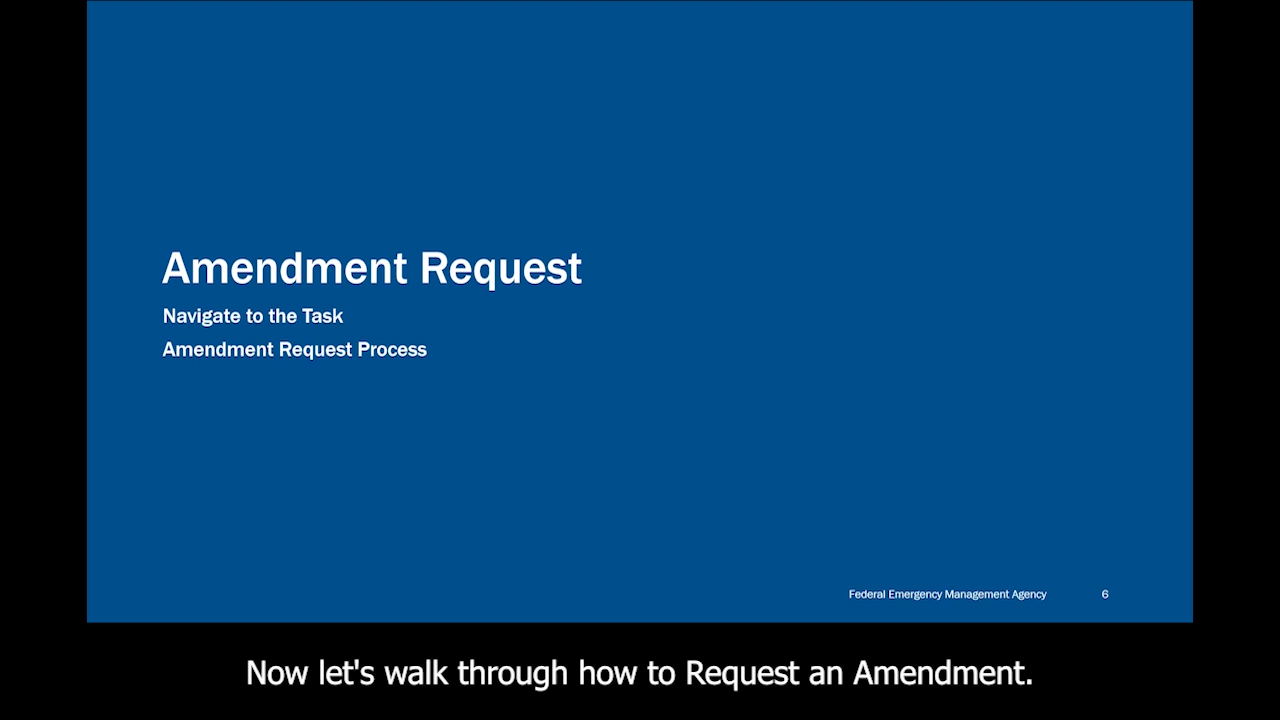 Amendment Request
Navigate to the Task
Amendment Request Process
Federal Emergency Management Agency 6
Now let's walk through how to Request an Amendment.